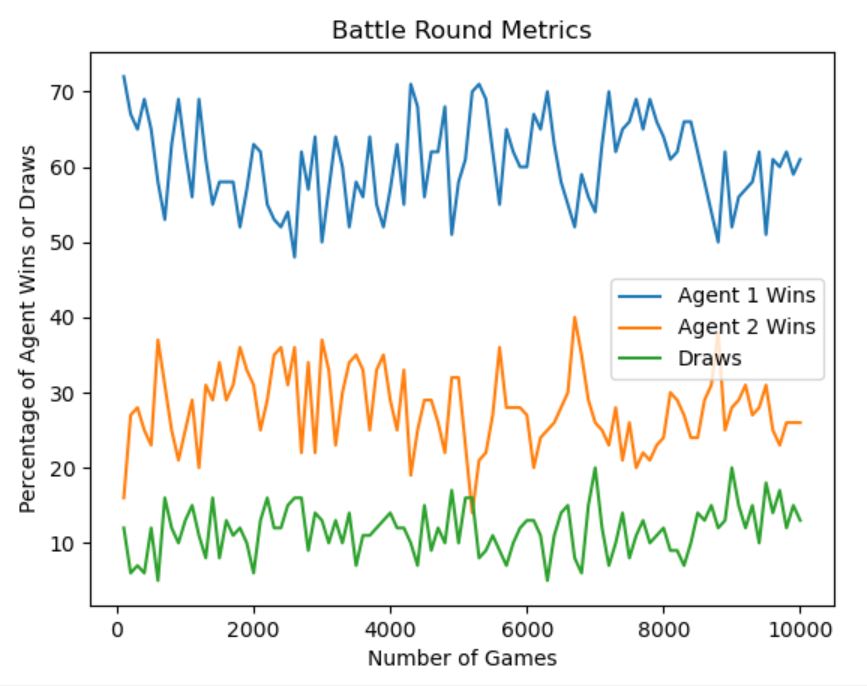 Battle Round Metrics
Percentage of Agent Wins or Draws
70
60
50
40
30
20
10
Agent 1 Wins
Agent 2 Wins
Draws
0 2000 4000 6000 8000 10000
Number of Games